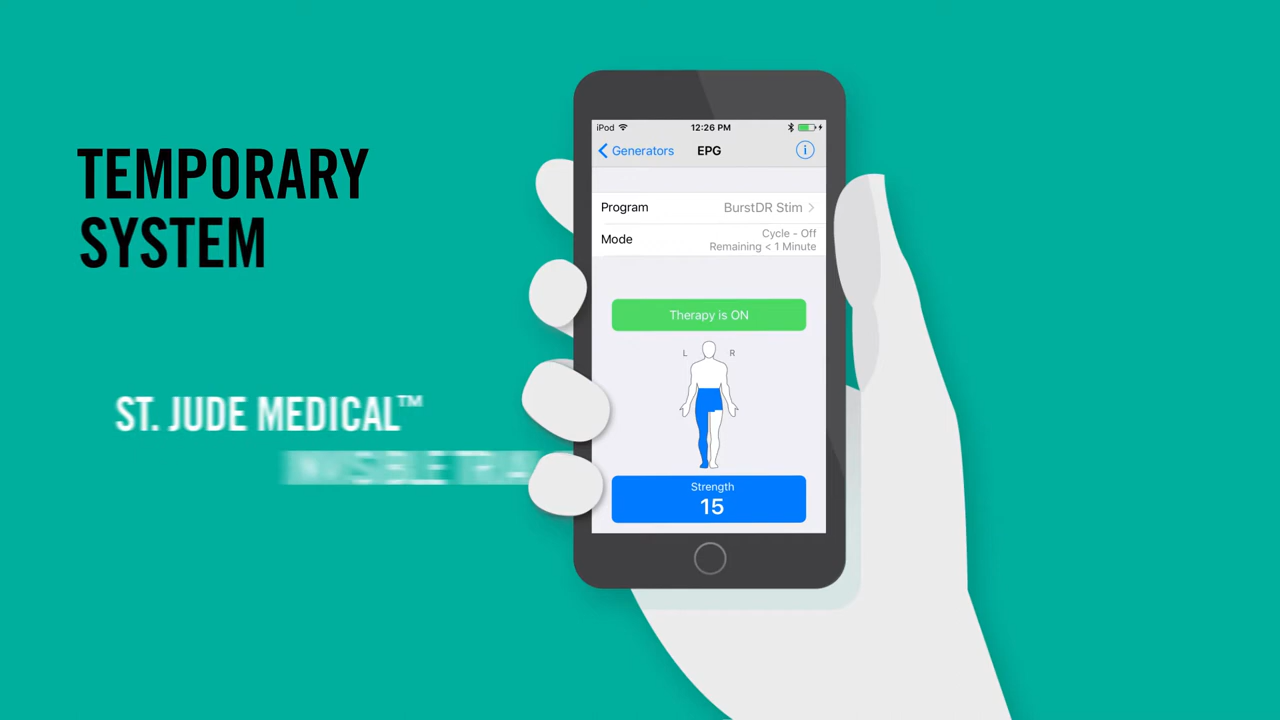 TEMPORARY
SYSTEM
ST. JUDE MEDICAL™
iPod 12:26 PM
Generators EPG i
Program BurstDR Stim
Mode Cycle - Off
Remaining < 1 Minute
Therapy is ON
L R
Strength
15